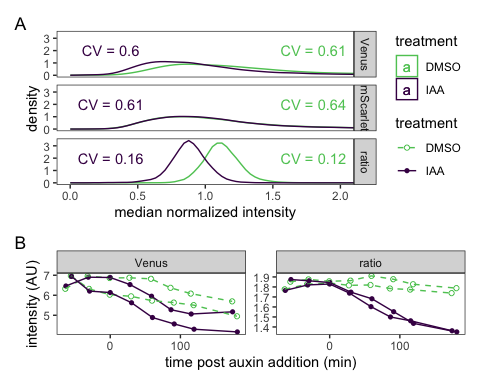 A
CV = 0.6
CV = 0.61
Venus
CV = 0.61
CV = 0.64
mScarlet
CV = 0.16
CV = 0.12
ratio
3
2
1
0
3
2
1
0
3
2
1
0
density
0.0
0.5
1.0
1.5
2.0
median normalized intensity
treatment
a DMSO
a IAA
treatment
DMSO
IAA
B
Venus
ratio
7
6
5
intensity (AU)
1.9
1.8
1.7
1.6
1.5
1.4
0
100
0
100
time post auxin addition (min)